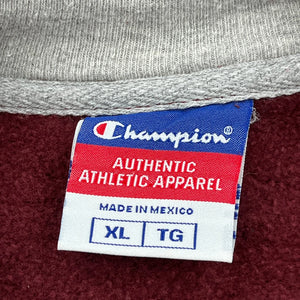 Champion®
AUTHENTIC
ATHLETIC APPAREL
MADE IN MEXICO
XL TG